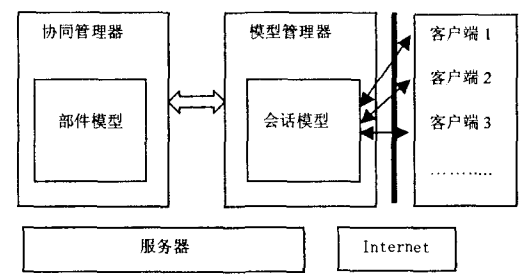 协同管理器
部件模型
模型管理器
会话模型
客户端 1
客户端 2
客户端 3
………...
服务器
Internet